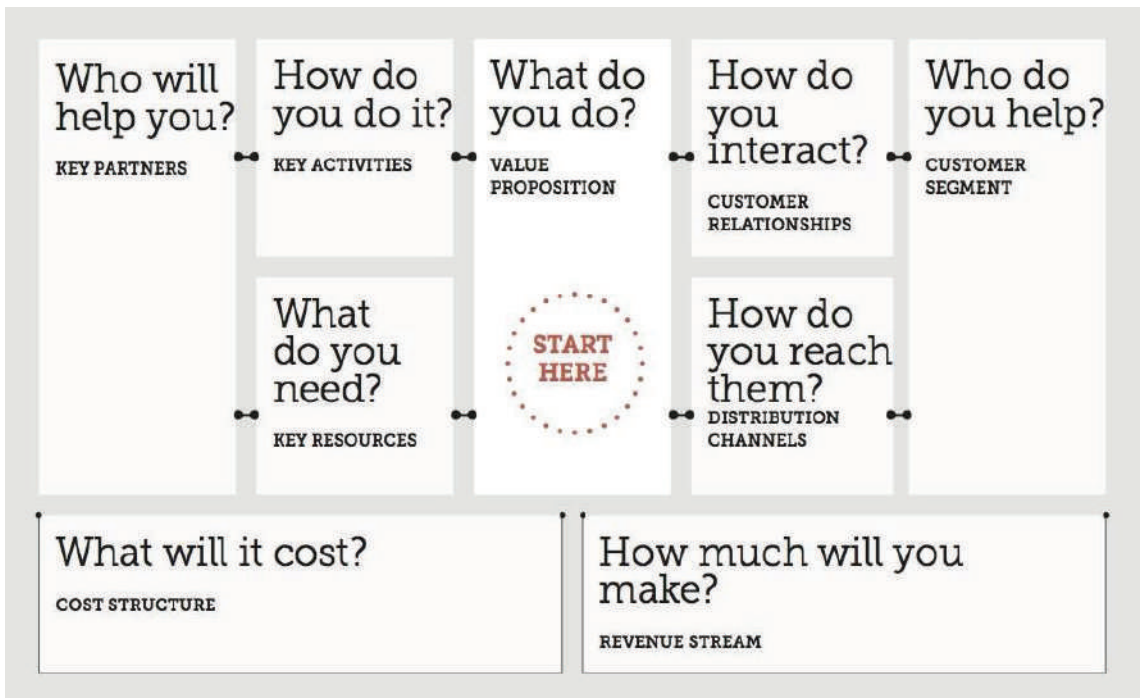 Who will
help you?
KEY PARTNERS
How do
you do it?
KEY ACTIVITIES
What
do you
need?
KEY RESOURCES
What do
you do?
VALUE
PROPOSITION
START
HERE
How do
you
interact?
CUSTOMER
RELATIONSHIPS
How do
you reach
them?
DISTRIBUTION
CHANNELS
Who do
you help?
CUSTOMER
SEGMENT
What will it cost?
COST STRUCTURE
How much will you
make?
REVENUE STREAM